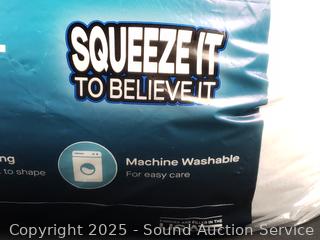 SQUEEZE IT
TO BELIEVE IT
ng
to shape
Machine Washable
For easy care
Copyright 2025 - Sound Auction Service